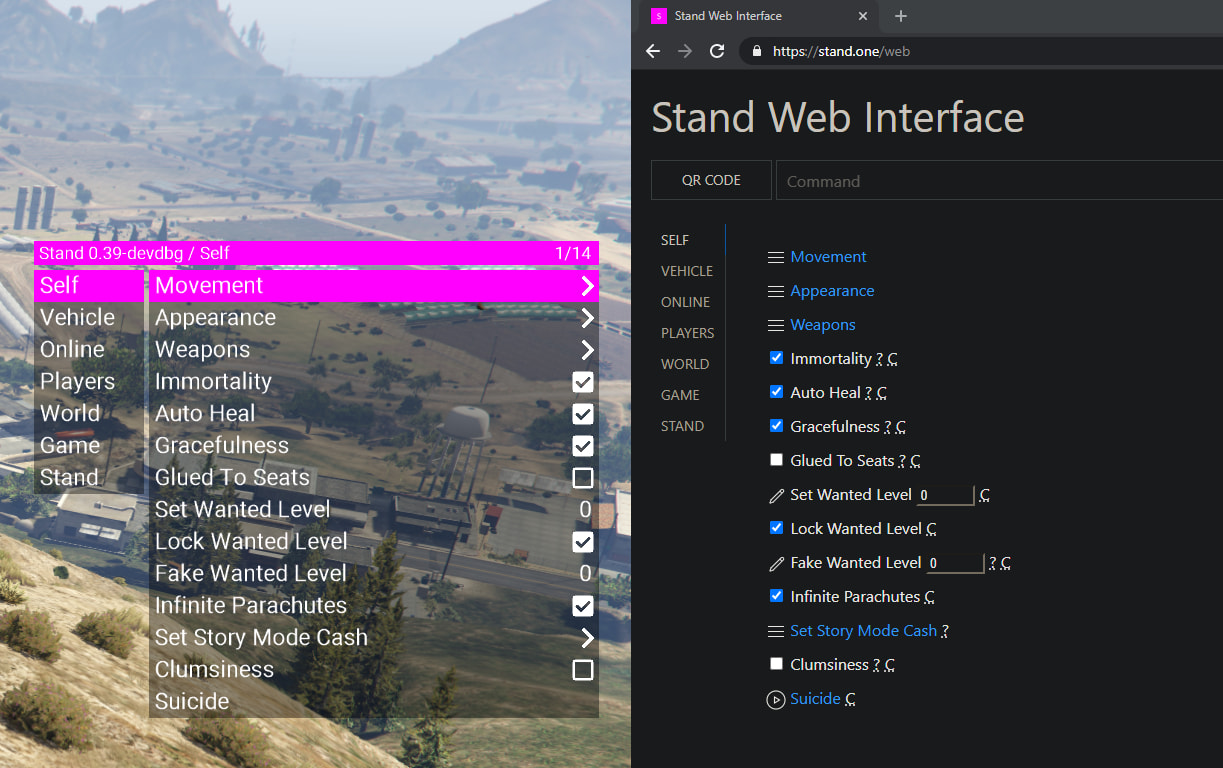 Stand 0.39-devdbg / Self 1/14
Self
Vehicle
Online
Players
World
Game
Stand
Movement
Appearance
Weapons
Immortality
Auto Heal
Gracefulness
Glued To Seats
Set Wanted Level 0
Lock Wanted Level
Fake Wanted Level 0
Infinite Parachutes
Set Story Mode Cash
Clumsiness
Suicide
S Stand Web Interface
https://stand.one/web
Stand Web Interface
QR CODE Command
SELF
VEHICLE
ONLINE
PLAYERS
WORLD
GAME
STAND
Movement
Appearance
Weapons
Immortality ? C
Auto Heal ? C
Gracefulness ? C
Glued To Seats ? C
Set Wanted Level 0 C
Lock Wanted Level C
Fake Wanted Level 0 ? C
Infinite Parachutes C
Set Story Mode Cash ?
Clumsiness ? C
Suicide C